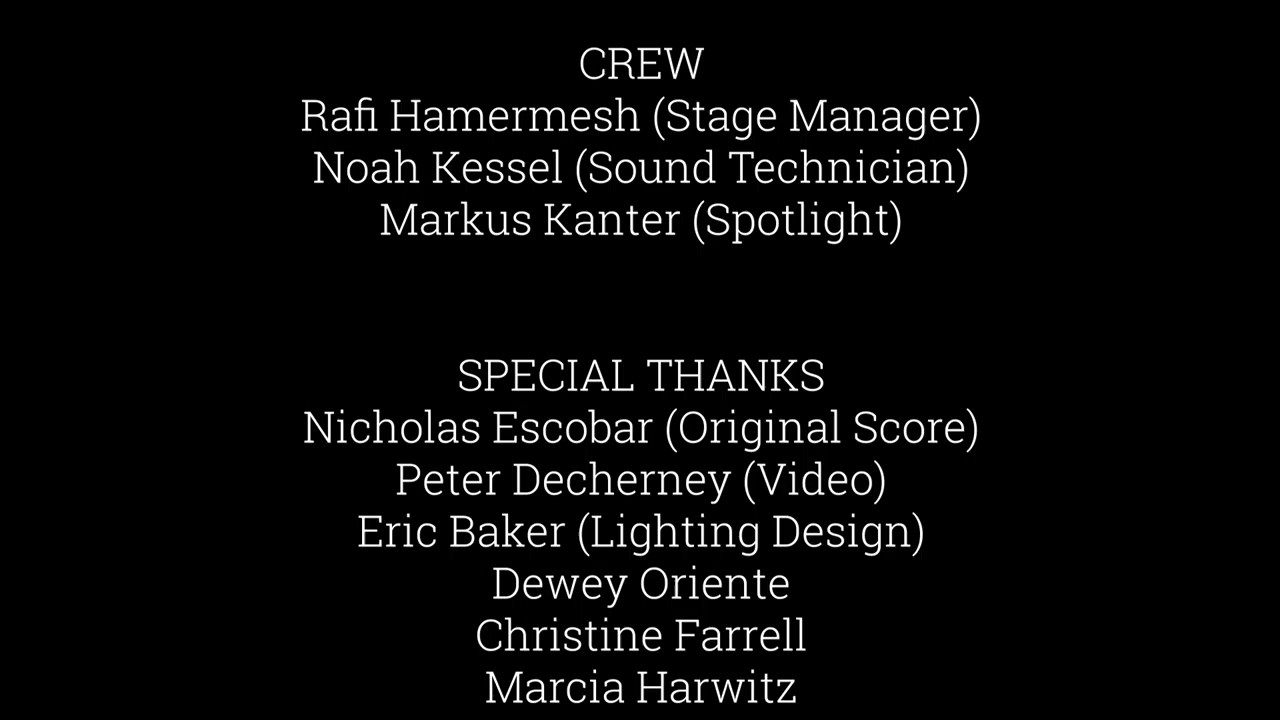 CREW
Rafi Hamermesh (Stage Manager)
Noah Kessel (Sound Technician)
Markus Kanter (Spotlight)
SPECIAL THANKS
Nicholas Escobar (Original Score)
Peter Decherney (Video)
Eric Baker (Lighting Design)
Dewey Oriente
Christine Farrell
Marcia Harwitz